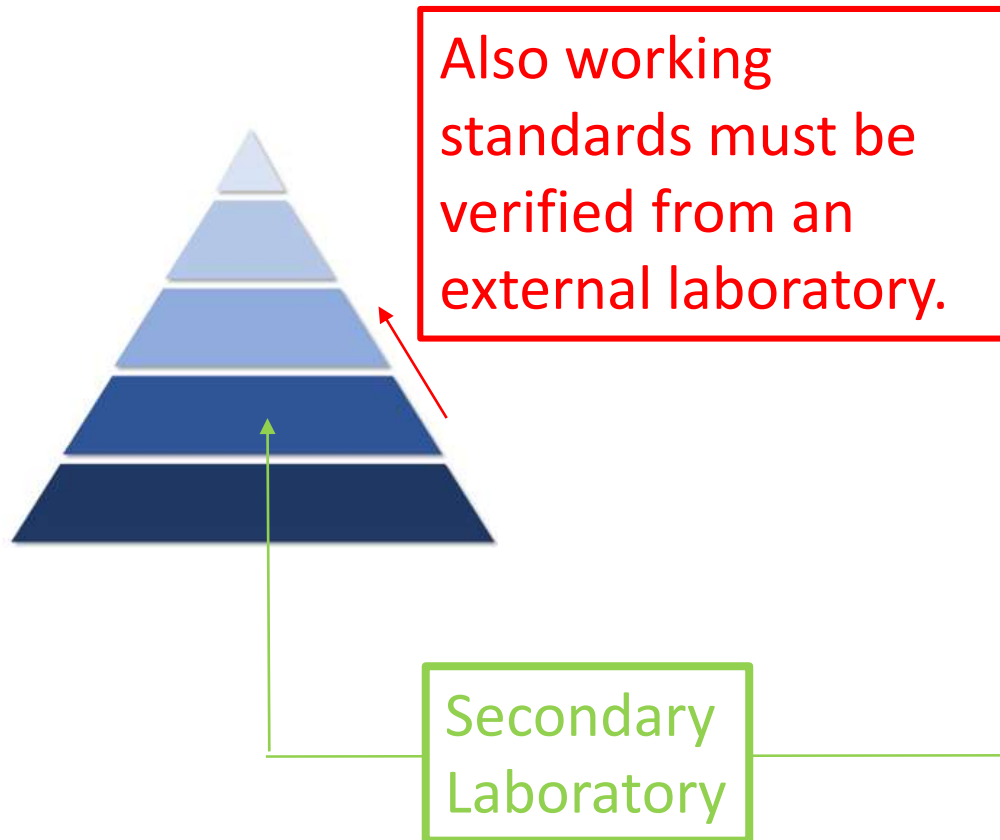 Also working
standards must be
verified from an
external laboratory.
Secondary
Laboratory